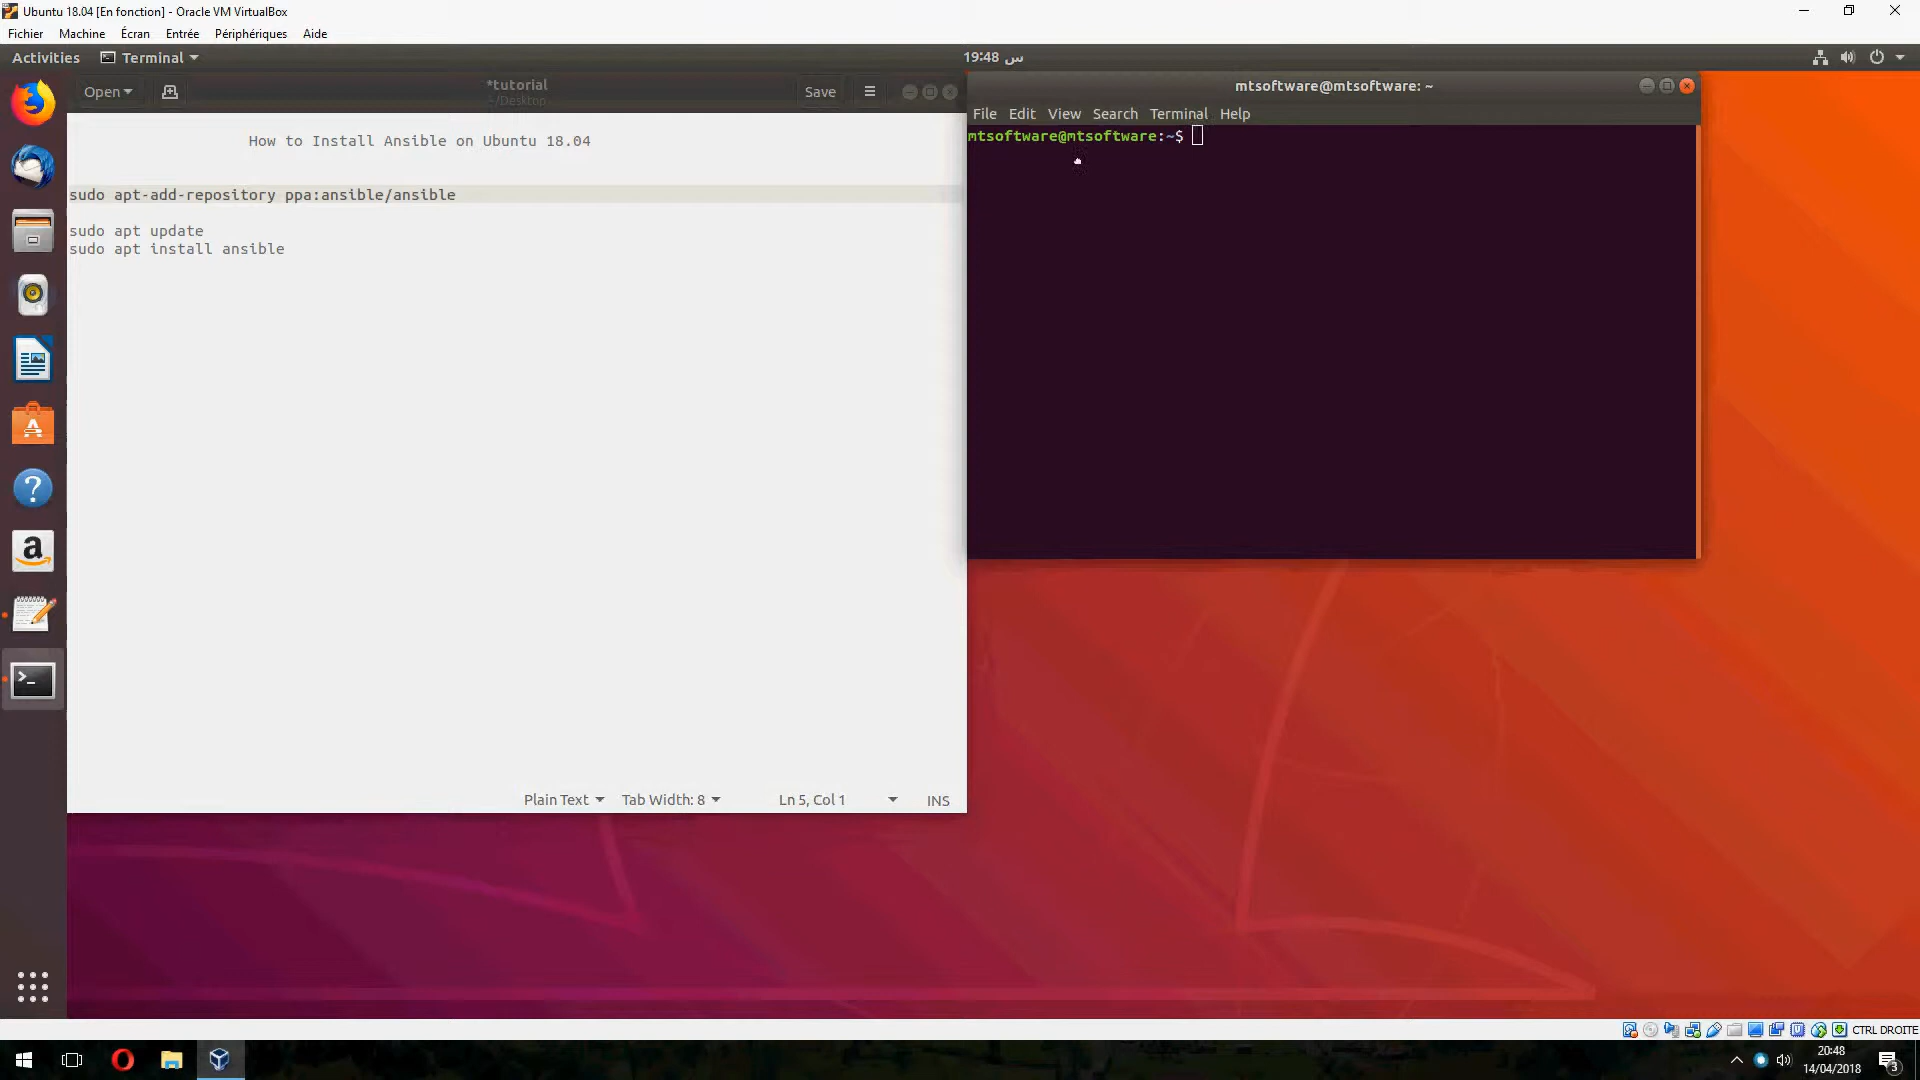 Ubuntu 18.04 [En fonction] - Oracle VM VirtualBox
Fichier Machine Écran Entrée Périphériques Aide
Activities Terminal 19:48 س
Open *tutorial Save
~/Desktop
How to Install Ansible on Ubuntu 18.04
sudo apt-add-repository ppa:ansible/ansible
sudo apt update
sudo apt install ansible
Plain Text Tab Width: 8 Ln 5, Col 1 INS
mtsoftware@mtsoftware: ~
File Edit View Search Terminal Help
mtsoftware@mtsoftware:~$
CTRL DROITE
20:48
14/04/2018
3